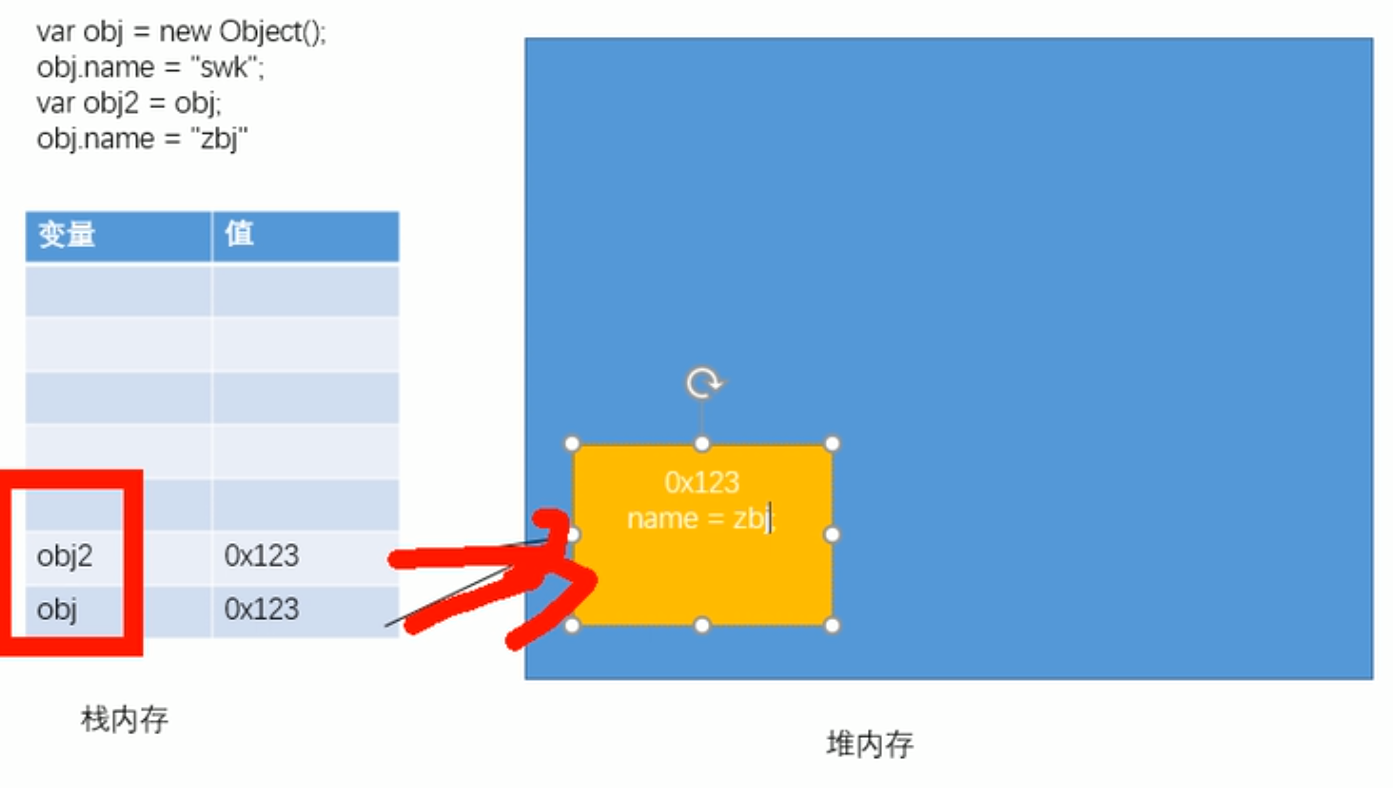 var obj = new Object();
obj.name = "swk";
var obj2 = obj;
obj.name = "zbj"
变量 值
0x123
name = zbj;
obj2 0x123
obj 0x123
栈内存
堆内存